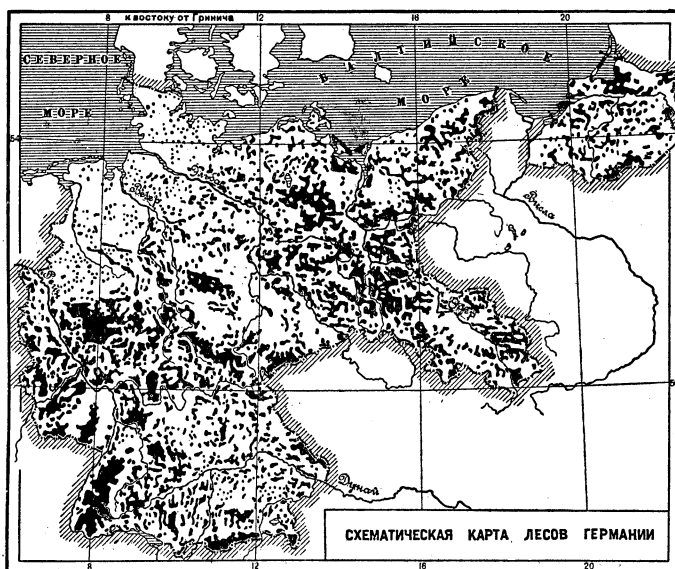 к востоку от Гринича
8 12 16 20
СЕВЕРНОЕ
МОРЕ
БАЛТИЙСКОЕ
МОРЕ
54
Висла
Дунай
СХЕМАТИЧЕСКАЯ КАРТА ЛЕСОВ ГЕРМАНИИ
8 12 16 20